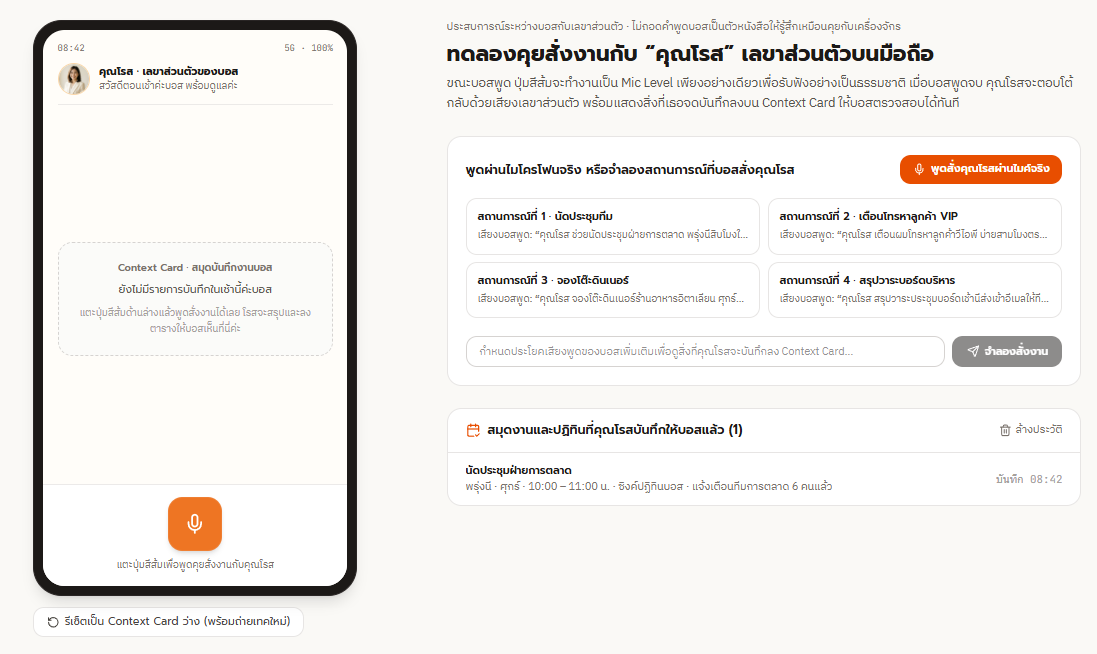 08:42
5G · 100%
คุณโรส · เลขาส่วนตัวของบอส
สวัสดีตอนเช้าค่ะบอส พร้อมดูแลค่ะ
Context Card · สมุดบันทึกงานบอส
ยังไม่มีรายการบันทึกในเช้านี้ค่ะบอส
แตะปุ่มสีส้มด้านล่างแล้วพูดสั่งงานได้เลย โรสจะสรุปและลง
ตารางให้บอสเห็นที่นี่ค่ะ
แตะปุ่มสีส้มเพื่อพูดคุยสั่งงานกับคุณโรส
รีเซ็ตเป็น Context Card ว่าง (พร้อมถ่ายเทคใหม่)
ประสบการณ์ระหว่างบอสกับเลขาส่วนตัว · ไม่ถอดคำพูดบอสเป็นตัวหนังสือให้รู้สึกเหมือนคุยกับเครื่องจักร
ทดลองคุยสั่งงานกับ “คุณโรส” เลขาส่วนตัวบนมือถือ
ขณะบอสพูด ปุ่มสีส้มจะทำงานเป็น Mic Level เพียงอย่างเดียวเพื่อรับฟังอย่างเป็นธรรมชาติ เมื่อบอสพูดจบ คุณโรสจะตอบโต้
กลับด้วยเสียงเลขาส่วนตัว พร้อมแสดงสิ่งที่เธอจดบันทึกลงบน Context Card ให้บอสตรวจสอบได้ทันที
พูดผ่านไมโครโฟนจริง หรือจำลองสถานการณ์ที่บอสสั่งคุณโรส
พูดสั่งคุณโรสผ่านไมค์จริง
สถานการณ์ที่ 1 · นัดประชุมทีม
เสียงบอสพูด: “คุณโรส ช่วยนัดประชุมฝ่ายการตลาด พรุ่งนี้สิบโมงใ...
สถานการณ์ที่ 2 · เตือนโทรหาลูกค้า VIP
เสียงบอสพูด: “คุณโรส เตือนผมโทรหาลูกค้าวีไอพี บ่ายสามโมงตร...
สถานการณ์ที่ 3 · จองโต๊ะดินเนอร์
เสียงบอสพูด: “คุณโรส จองโต๊ะดินเนอร์ร้านอาหารอิตาเลียน ศุกร์...
สถานการณ์ที่ 4 · สรุปวาระบอร์ดบริหาร
เสียงบอสพูด: “คุณโรส สรุปวาระประชุมบอร์ดเช้านี้ส่งเข้าอีเมลให้ที...
กำหนดประโยคเสียงพูดของบอสเพิ่มเติมเพื่อดูสิ่งที่คุณโรสจะบันทึกลง Context Card...
จำลองสั่งงาน
สมุดงานและปฏิทินที่คุณโรสบันทึกให้บอสแล้ว (1)
ล้างประวัติ
นัดประชุมฝ่ายการตลาด
พรุ่งนี้ · ศุกร์ · 10:00 – 11:00 น. · ซิงค์ปฏิทินบอส · แจ้งเตือนทีมการตลาด 6 คนแล้ว
บันทึก 08:42